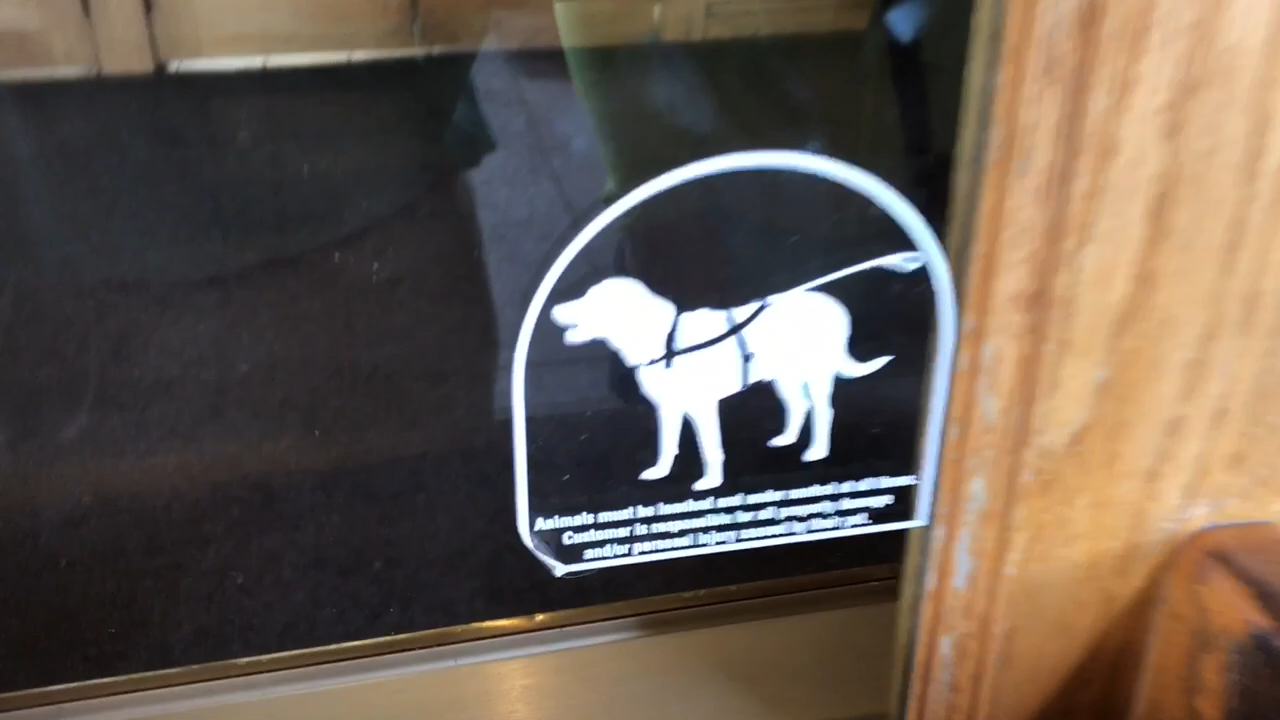 Animals must be leashed and under control at all times.
Customer is responsible for all property damage
and/or personal injury caused by their pet.